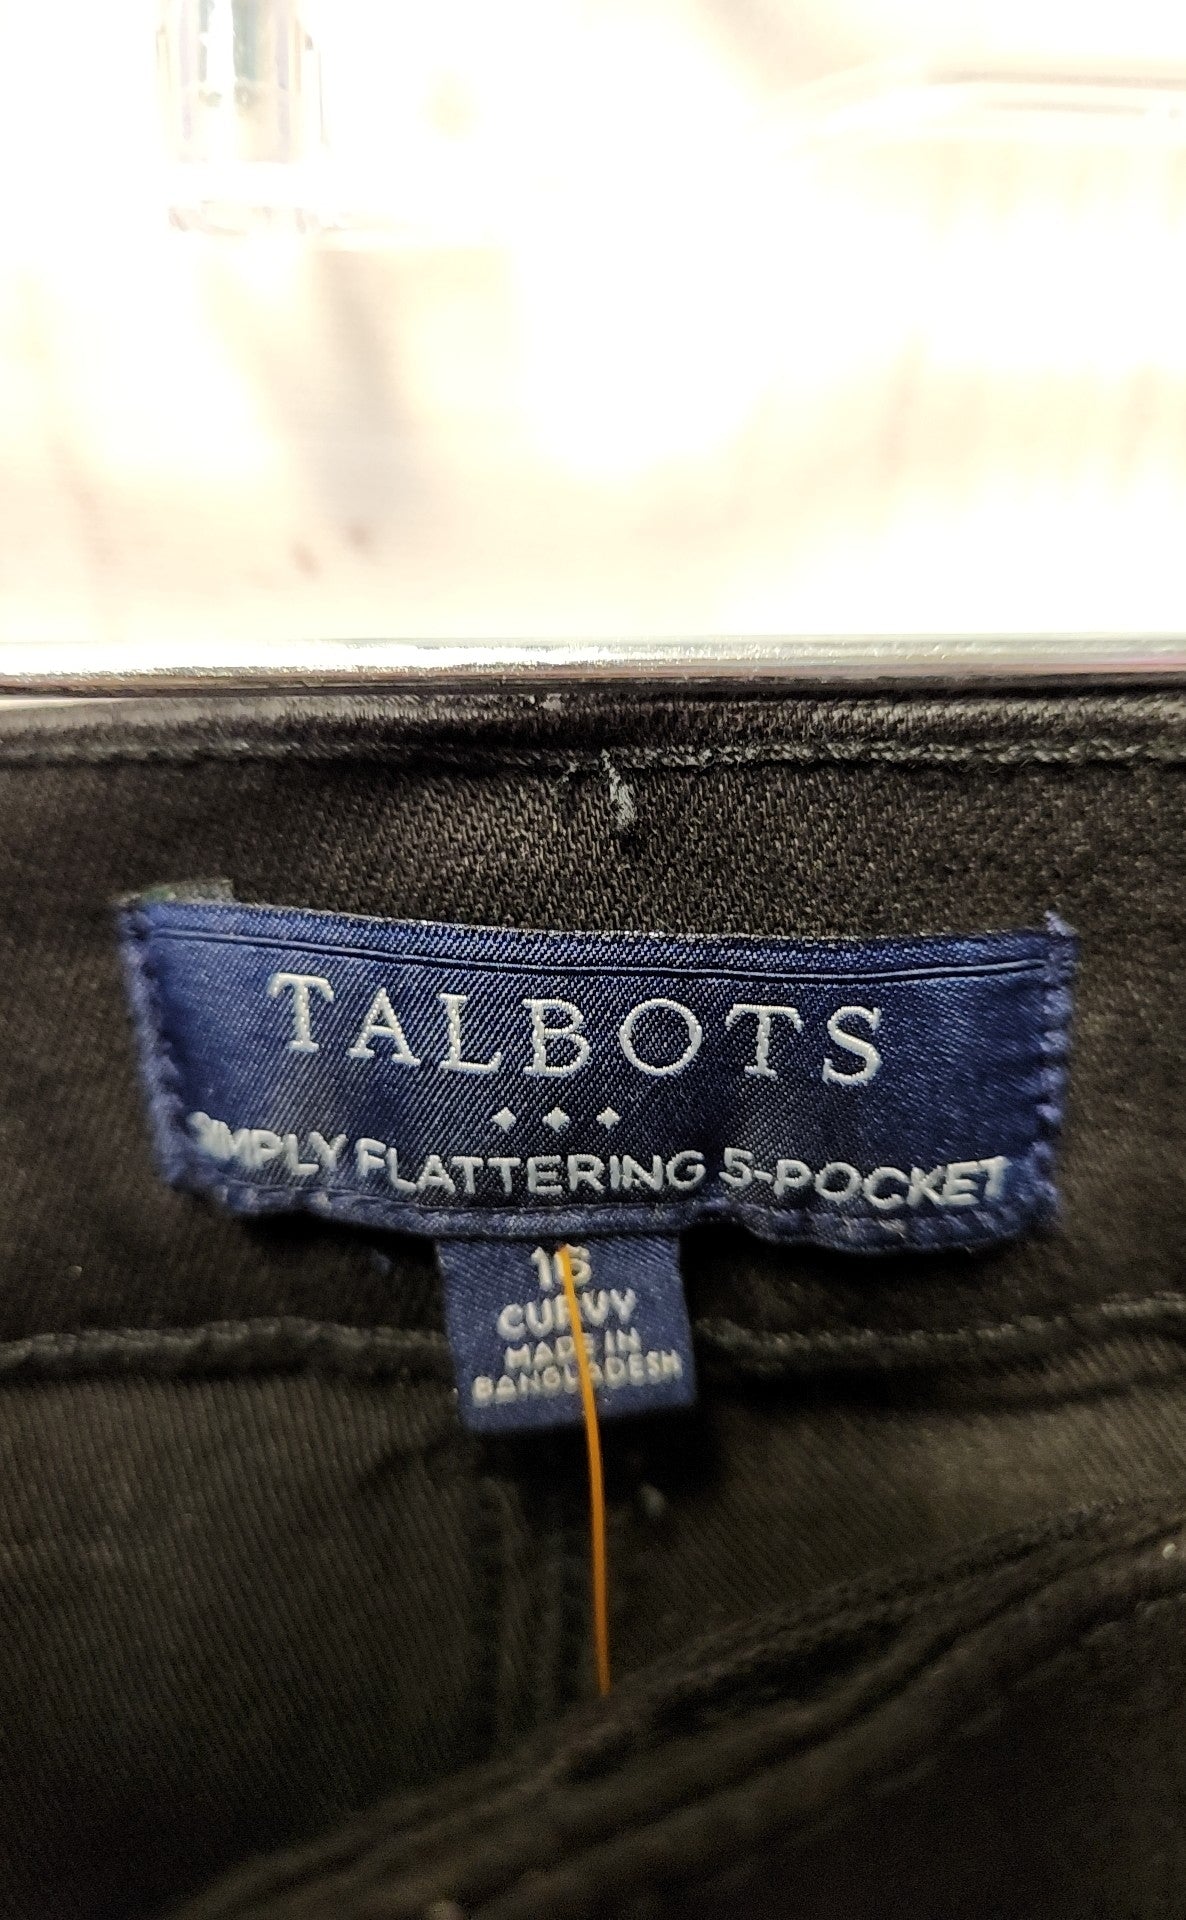 TALBOTS
SIMPLY FLATTERING 5-POCKET
16
CURVY
MADE IN
BANGLADESH